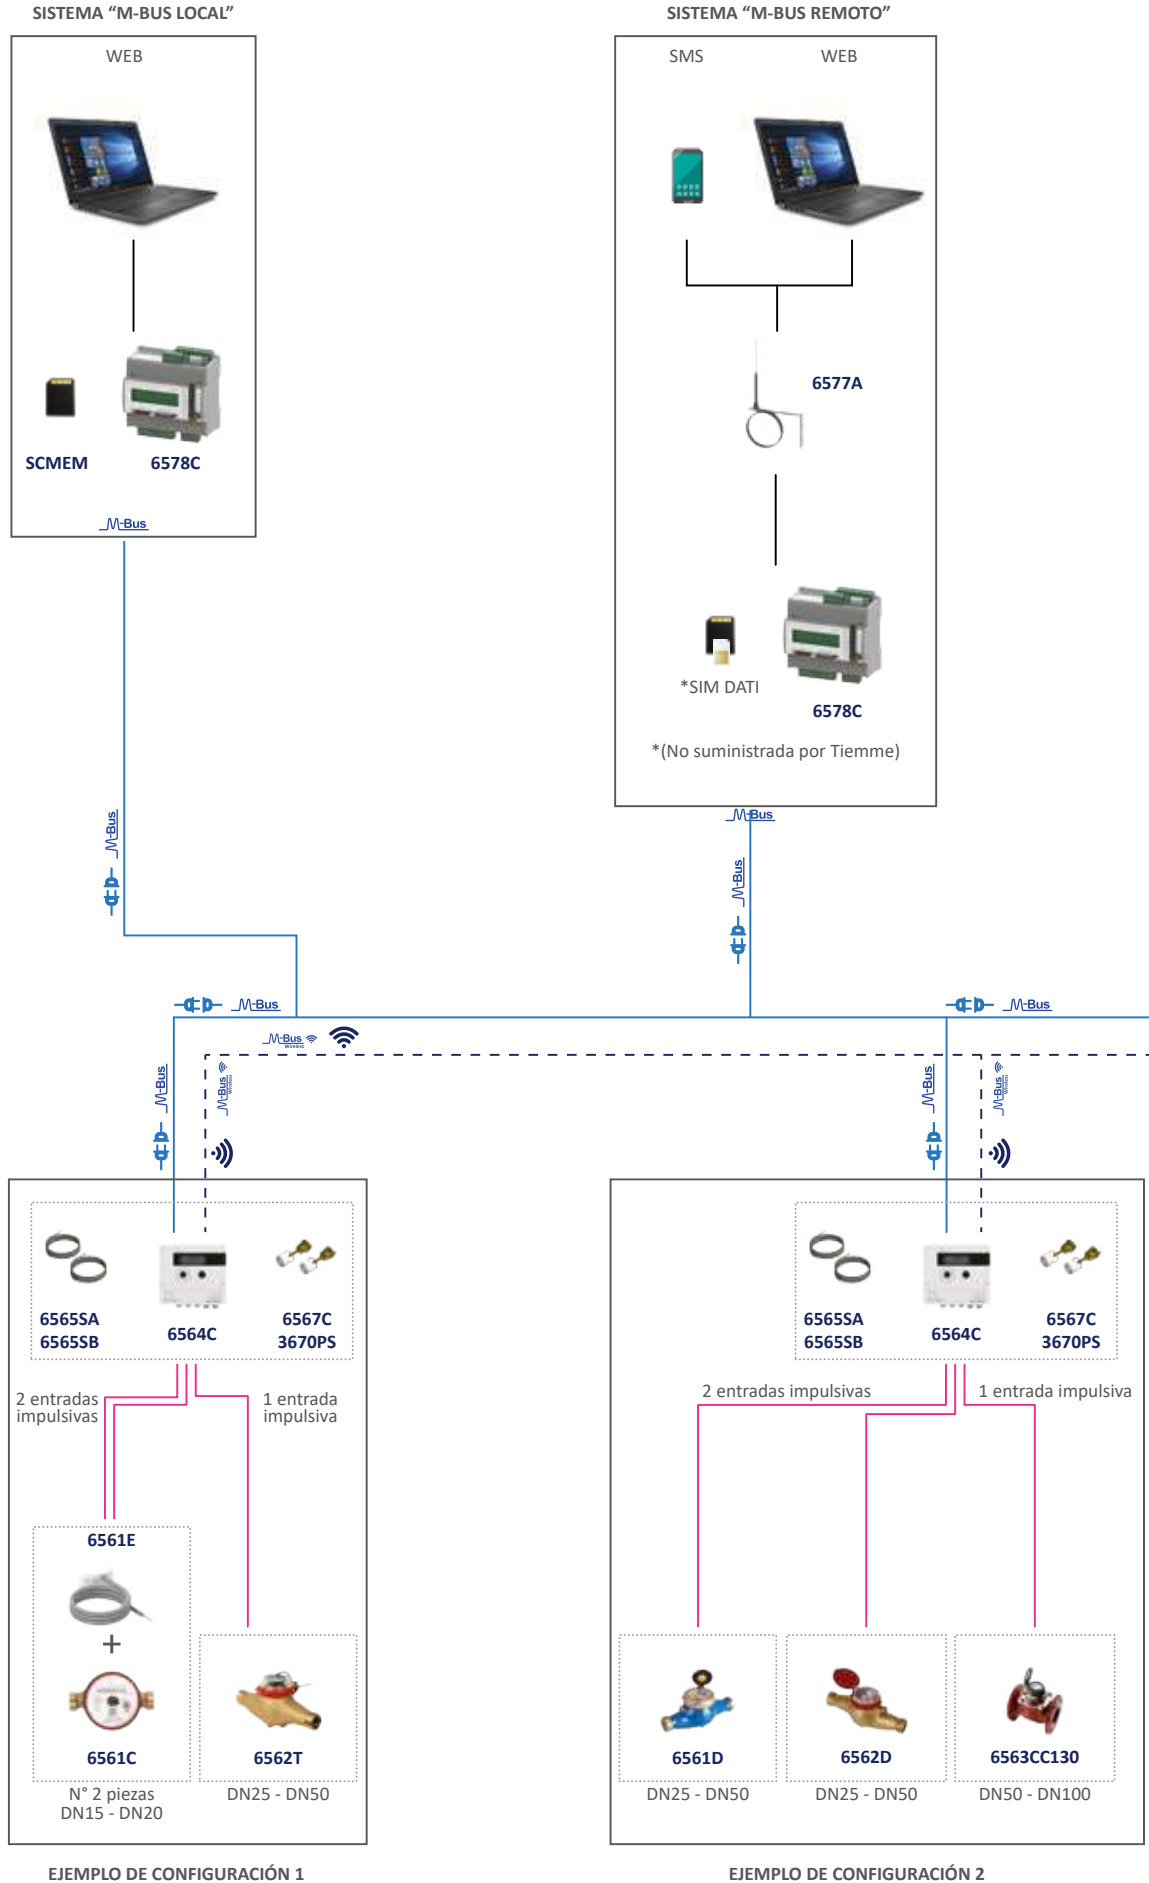 SISTEMA “M-BUS LOCAL”
WEB
SCMEM
6578C
M-Bus
SISTEMA “M-BUS REMOTO”
SMS
WEB
6577A
*SIM DATI
6578C
*(No suministrada por Tiemme)
M-Bus
M-Bus
M-Bus
M-Bus
M-Bus
M-Bus
Wireless
M-Bus
M-Bus
Wireless
M-Bus
M-Bus
Wireless
6565SA
6565SB
6564C
6567C
3670PS
2 entradas
impulsivas
1 entrada
impulsiva
6561E
+
6561C
N° 2 piezas
DN15 - DN20
6562T
DN25 - DN50
EJEMPLO DE CONFIGURACIÓN 1
6565SA
6565SB
6564C
6567C
3670PS
2 entradas impulsivas
1 entrada impulsiva
6561D
DN25 - DN50
6562D
DN25 - DN50
6563CC130
DN50 - DN100
EJEMPLO DE CONFIGURACIÓN 2